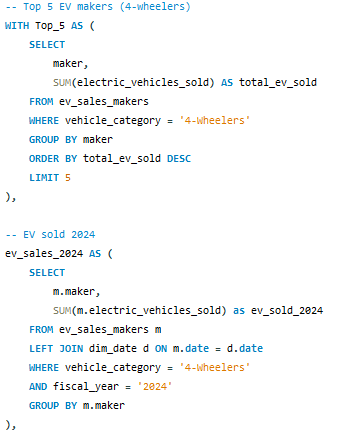 -- Top 5 EV makers (4-wheelers)
WITH Top_5 AS (
    SELECT
        maker,
        SUM(electric_vehicles_sold) AS total_ev_sold
    FROM ev_sales_makers
    WHERE vehicle_category = '4-Wheelers'
    GROUP BY maker
    ORDER BY total_ev_sold DESC
    LIMIT 5
),
-- EV sold 2024
ev_sales_2024 AS (
    SELECT
        m.maker,
        SUM(m.electric_vehicles_sold) as ev_sold_2024
    FROM ev_sales_makers m
    LEFT JOIN dim_date d ON m.date = d.date
    WHERE vehicle_category = '4-Wheelers'
    AND fiscal_year = '2024'
    GROUP BY m.maker
),